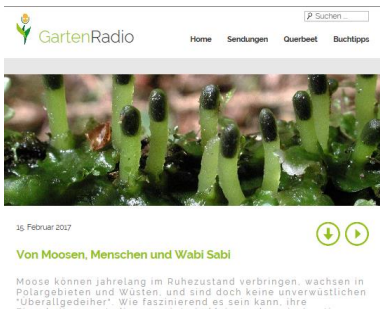 Suchen ...
GartenRadio
Home Sendungen Querbeet Buchtipps
15. Februar 2017
Von Moosen, Menschen und Wabi Sabi
Moose können jahrelang im Ruhezustand verbringen, wachsen in
Polargebieten und Wüsten, und sind doch keine unverwüstlichen
"Überallgedeiher". Wie faszinierend es sein kann, ihre